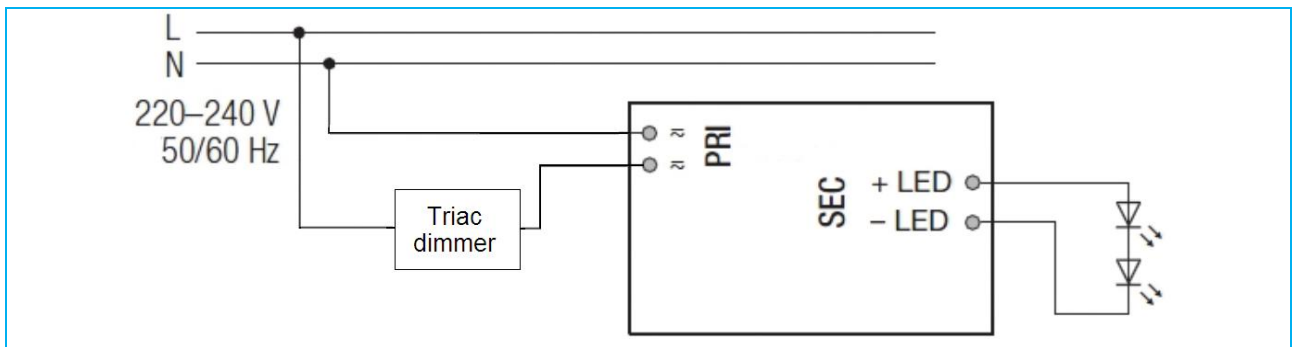 L
N
220–240 V
50/60 Hz
Triac
dimmer
≂
≂
PRI
SEC
+ LED
– LED